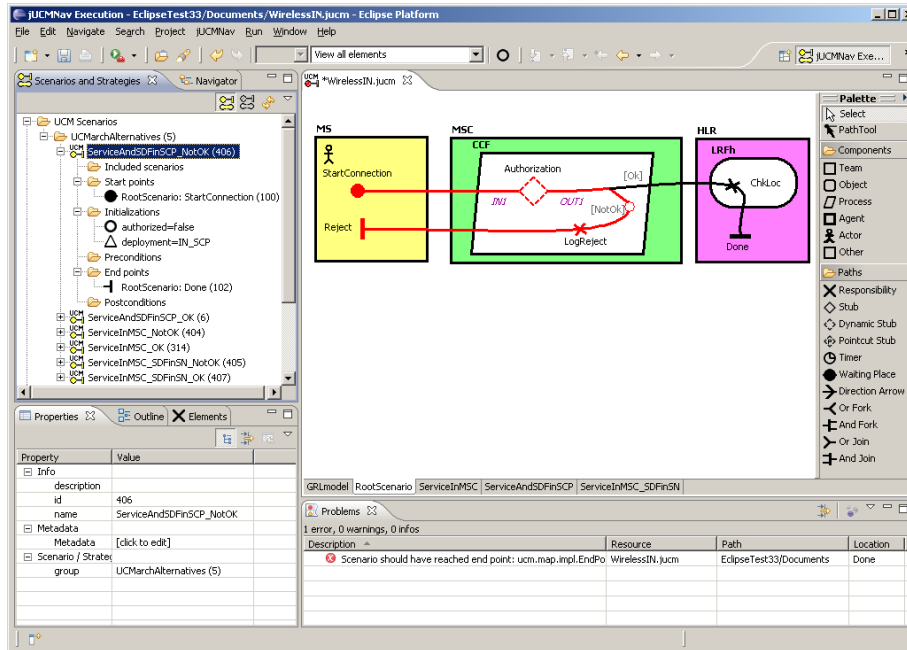 jUCMNav Execution - EclipseTest33/Documents/WirelessIN.jucm - Eclipse Platform
File Edit Navigate Search Project jUCMNav Run Window Help
View all elements
jUCMNav Exe...
Scenarios and Strategies
Navigator
UCM Scenarios
UCMarchAlternatives (5)
ServiceAndSDFinSCP_NotOK (406)
Included scenarios
Start points
RootScenario: StartConnection (100)
Initializations
authorized=false
deployment=IN_SCP
Preconditions
End points
RootScenario: Done (102)
Postconditions
ServiceAndSDFinSCP_OK (6)
ServiceInMSC_NotOK (404)
ServiceInMSC_OK (314)
ServiceInMSC_SDFinSN_NotOK (405)
ServiceInMSC_SDFinSN_OK (407)
Properties
Outline
Elements
Property Value
Info
description
id 406
name ServiceAndSDFinSCP_NotOK
Metadata
Metadata [click to edit]
Scenario / Strateg
group UCMarchAlternatives (5)
*WirelessIN.jucm
MS
StartConnection
Reject
MSC
CCF
Authorization
IN1
OUT1
[Ok]
[NotOk]
LogReject
HLR
LRFh
ChkLoc
Done
Palette
Select
PathTool
Components
Team
Object
Process
Agent
Actor
Other
Paths
Responsibility
Stub
Dynamic Stub
Pointcut Stub
Timer
Waiting Place
Direction Arrow
Or Fork
And Fork
Or Join
And Join
GRLmodel RootScenario ServiceInMSC ServiceAndSDFinSCP ServiceInMSC_SDFinSN
Problems
1 error, 0 warnings, 0 infos
Description Resource Path Location
Scenario should have reached end point: ucm.map.impl.EndPo WirelessIN.jucm EclipseTest33/Documents Done